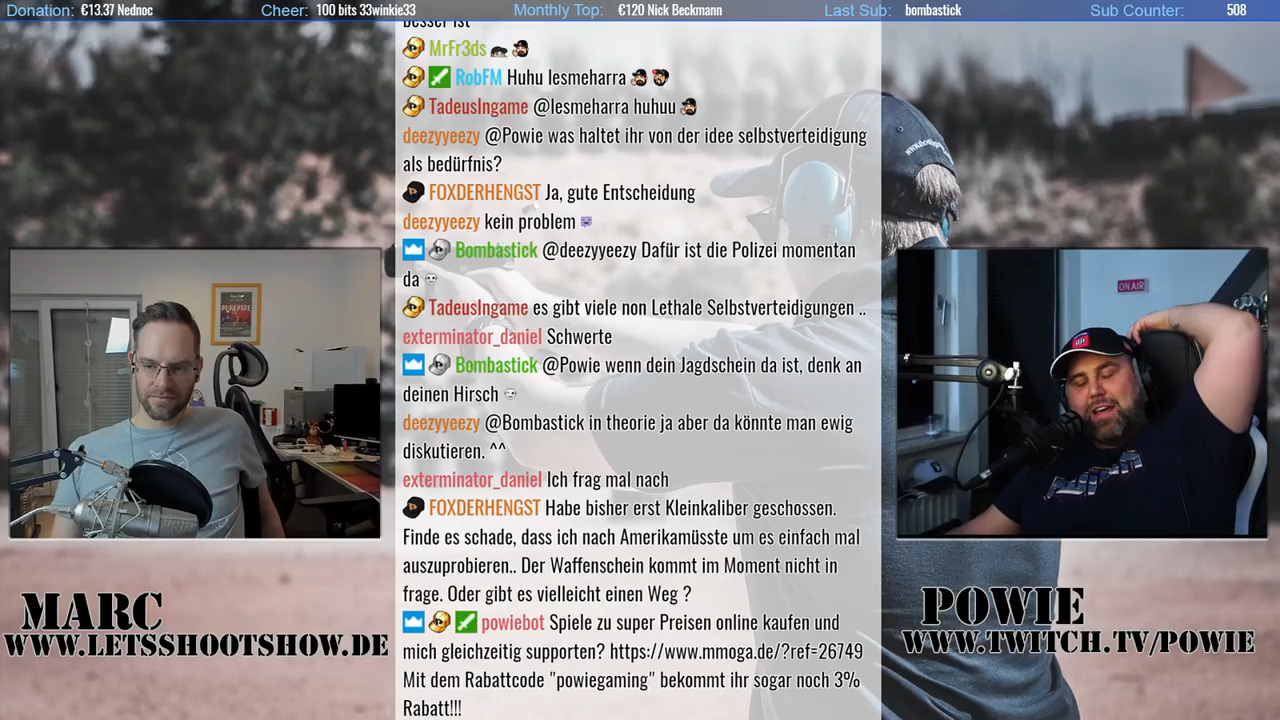 Donation: €13.37 Nednoc Cheer: 100 bits 33winkie33 Monthly Top: €120 Nick Beckmann Last Sub: bombastick Sub Counter: 508
besser ist
MrFr3ds
RobFM Huhu lesmeharra
TadeusIngame @lesmeharra huhuu
deezyyeezy @Powie was haltet ihr von der idee selbstverteidigung
als bedürfnis?
FOXDERHENGST Ja, gute Entscheidung
deezyyeezy kein problem
Bombastick @deezyyeezy Dafür ist die Polizei momentan
da
TadeusIngame es gibt viele non Lethale Selbstverteidigungen ..
exterminator_daniel Schwerte
Bombastick @Powie wenn dein Jagdschein da ist, denk an
deinen Hirsch
deezyyeezy @Bombastick in theorie ja aber da könnte man ewig
diskutieren. ^^
exterminator_daniel Ich frag mal nach
FOXDERHENGST Habe bisher erst Kleinkaliber geschossen.
Finde es schade, dass ich nach Amerikamüsste um es einfach mal
auszuprobieren.. Der Waffenschein kommt im Moment nicht in
frage. Oder gibt es vielleicht einen Weg ?
powiebot Spiele zu super Preisen online kaufen und
mich gleichzeitig supporten? https://www.mmoga.de/?ref=26749
Mit dem Rabattcode "powiegaming" bekommt ihr sogar noch 3%
Rabatt!!!
MARC
WWW.LETSSHOOTSHOW.DE
ON AIR
POWIE
WWW.TWITCH.TV/POWIE